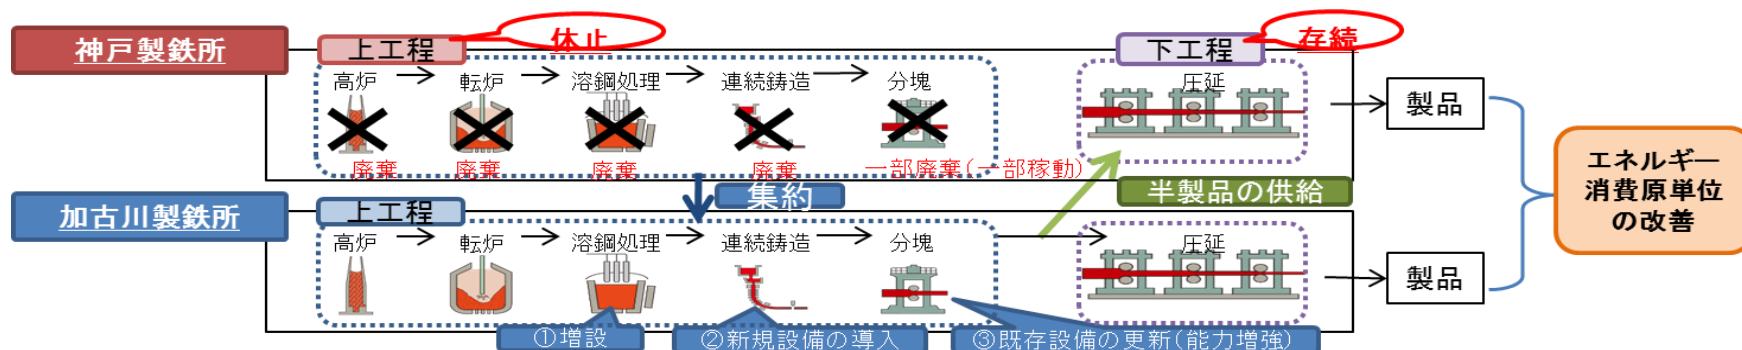 神戸製鉄所
上工程
休止
下工程
存続
高炉
転炉
溶鋼処理
連続鋳造
分塊
圧延
廃棄
廃棄
廃棄
廃棄
一部廃棄(一部稼動)
製品
集約
半製品の供給
加古川製鉄所
上工程
高炉
転炉
溶鋼処理
連続鋳造
分塊
圧延
製品
①増設
②新規設備の導入
③既存設備の更新(能力増強)
エネルギー
消費原単位
の改善